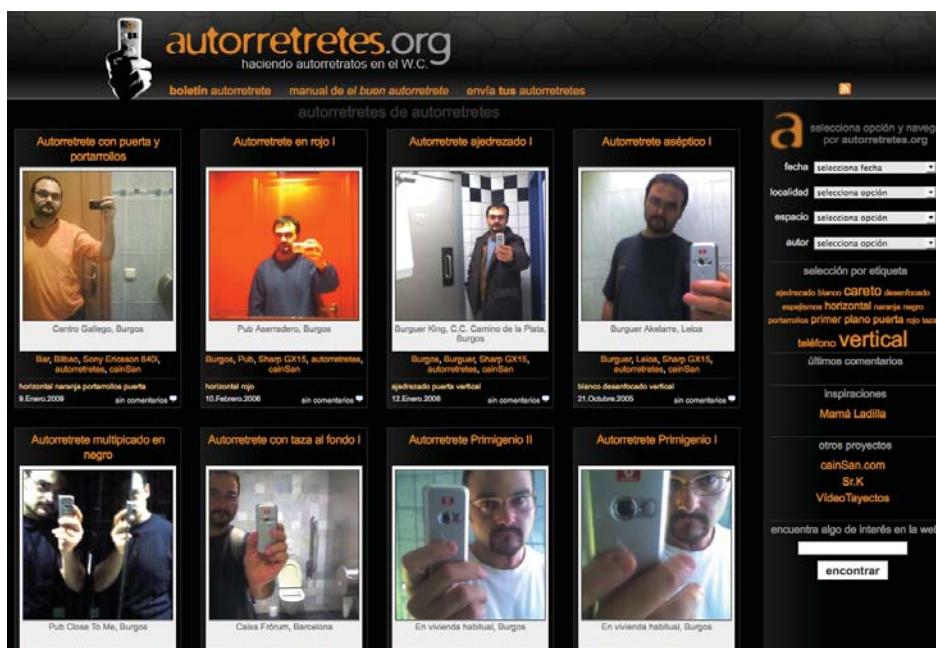 autorretretes.org
haciendo autorretratos en el W.C.
boletín autorretrete manual de el buen autorretrete envía tus autorretretes
autorretretes de autorretretes
Autorretrete con puerta y
portarrollos
Centro Gallego, Burgos
Bar, Bilbao, Sony Ericsson 640i,
autorretretes, cainSan
horizontal naranja portarrollos puerta
9.Enero.2009 sin comentarios
Autorretrete en rojo I
Pub Aserradero, Burgos
Burgos, Pub, Sharp GX15, autorretretes,
cainSan
horizontal rojo
10.Febrero.2006 sin comentarios
Autorretrete ajedrezado I
Burguer King, C.C. Camino de la Plata,
Burgos
Burgos, Burguer, Sharp GX15,
autorretretes, cainSan
ajedrezado puerta vertical
12.Enero.2006 sin comentarios
Autorretrete aséptico I
Burguer Akelarre, Leioa
Burguer, Leioa, Sharp GX15,
autorretretes, cainSan
blanco desenfocado vertical
21.Octubre.2005 sin comentarios
Autorretrete multipicado en
negro
Pub Close To Me, Burgos
Autorretrete con taza al fondo I
Caixa Frórum, Barcelona
Autorretrete Primigenio II
En vivienda habitual, Burgos
Autorretrete Primigenio I
En vivienda habitual, Burgos
a
selecciona opción y naveg
por autorretretes.org
fecha selecciona fecha
localidad selecciona opción
espacio selecciona opción
autor selecciona opción
selección por etiqueta
ajedrezado blanco careto desenfocado
espejismos horizontal naranja negro
portarrollos primer plano puerta rojo taza
teléfono vertical
últimos comentarios
inspiraciones
Mamá Ladilla
otros proyectos
cainSan.com
Sr.K
VídeoTayectos
encuentra algo de interés en la web
encontrar